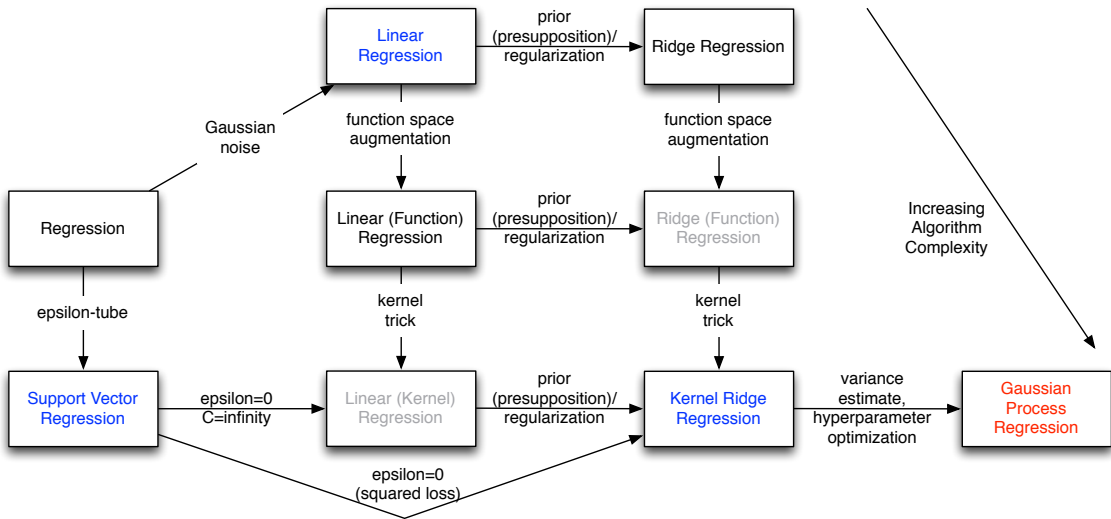 Linear
Regression
prior
(presupposition)/
regularization
Ridge Regression
Gaussian
noise
function space
augmentation
function space
augmentation
Regression
Linear (Function)
Regression
prior
(presupposition)/
regularization
Ridge (Function)
Regression
Increasing
Algorithm
Complexity
epsilon-tube
kernel
trick
kernel
trick
Support Vector
Regression
epsilon=0
C=infinity
Linear (Kernel)
Regression
prior
(presupposition)/
regularization
Kernel Ridge
Regression
variance
estimate,
hyperparameter
optimization
Gaussian
Process
Regression
epsilon=0
(squared loss)